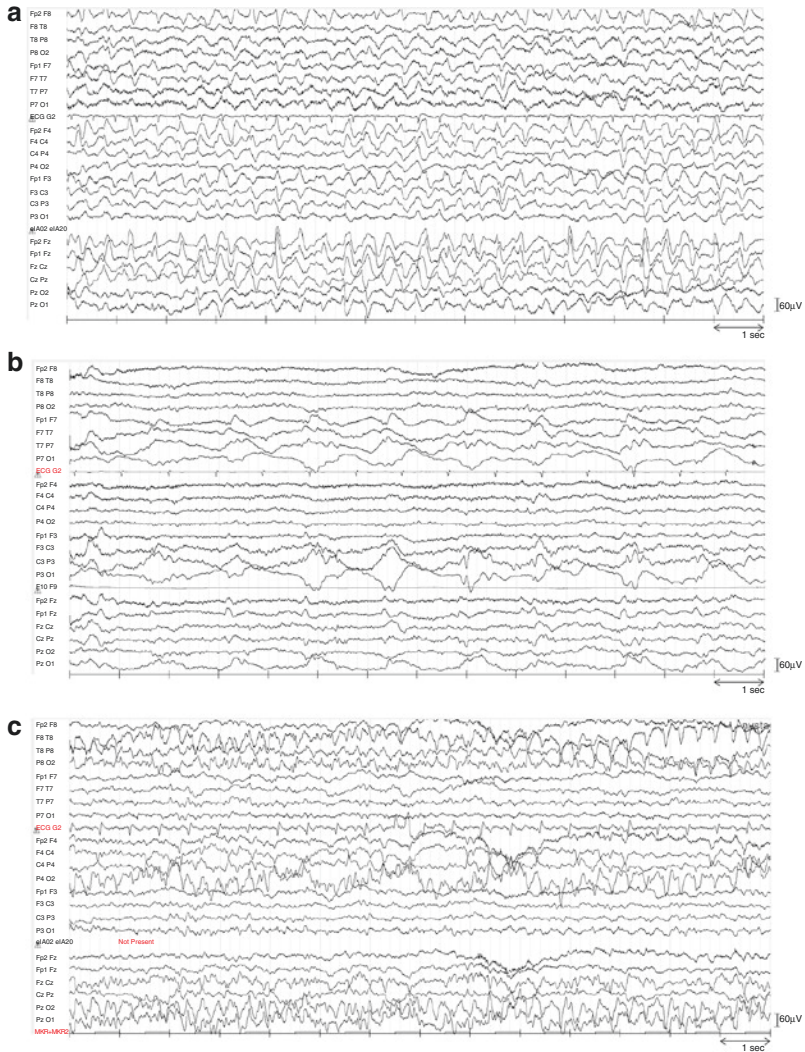 a
Fp2 F8
F8 T8
T8 P8
P8 O2
Fp1 F7
F7 T7
T7 P7
P7 O1
ECG G2
Fp2 F4
F4 C4
C4 P4
P4 O2
Fp1 F3
F3 C3
C3 P3
P3 O1
eIA02 eIA20
Fp2 Fz
Fp1 Fz
Fz Cz
Cz Pz
Pz O2
Pz O1
60µV
1 sec
b
Fp2 F8
F8 T8
T8 P8
P8 O2
Fp1 F7
F7 T7
T7 P7
P7 O1
ECG G2
Fp2 F4
F4 C4
C4 P4
P4 O2
Fp1 F3
F3 C3
C3 P3
P3 O1
F10 F9
Fp2 Fz
Fp1 Fz
Fz Cz
Cz Pz
Pz O2
Pz O1
60µV
1 sec
c
Fp2 F8
F8 T8
T8 P8
P8 O2
Fp1 F7
F7 T7
T7 P7
P7 O1
ECG G2
Fp2 F4
F4 C4
C4 P4
P4 O2
Fp1 F3
F3 C3
C3 P3
P3 O1
eIA02 eIA20 Not Present
Fp2 Fz
Fp1 Fz
Fz Cz
Cz Pz
Pz O2
Pz O1
MKR+MKR2
60µV
1 sec